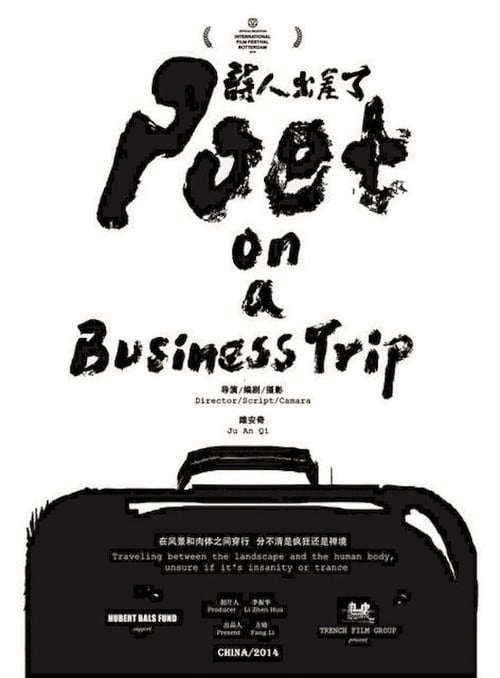 OFFICIAL SELECTION
INTERNATIONAL
FILM FESTIVAL
ROTTERDAM
詩人出差了
Poet
on
a
Business Trip
导演/编剧/摄影
Director/Script/Camara
雎安奇
Ju An Qi
在风景和肉体之间穿行 分不清是疯狂还是禅境
Traveling between the landscape and the human body,
unsure if it's insanity or trance
HUBERT BALS FUND
support
制片人 李振华
Producer Li Zhen Hua
出品人 方励
Present Fang Li
TRENCH FILM GROUP
present
CHINA/2014